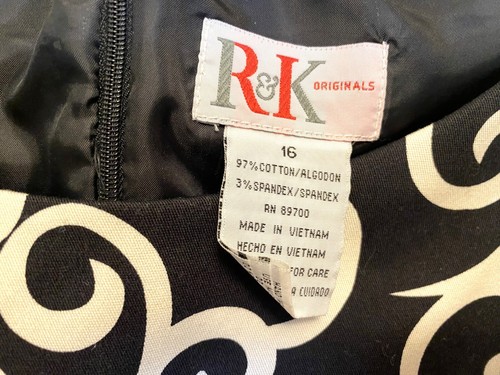 R&K ORIGINALS
16
97% COTTON/ALGODON
3% SPANDEX/SPANDEX
RN 89700
MADE IN VIETNAM
HECHO EN VIETNAM
FOR CARE
CUIDADO